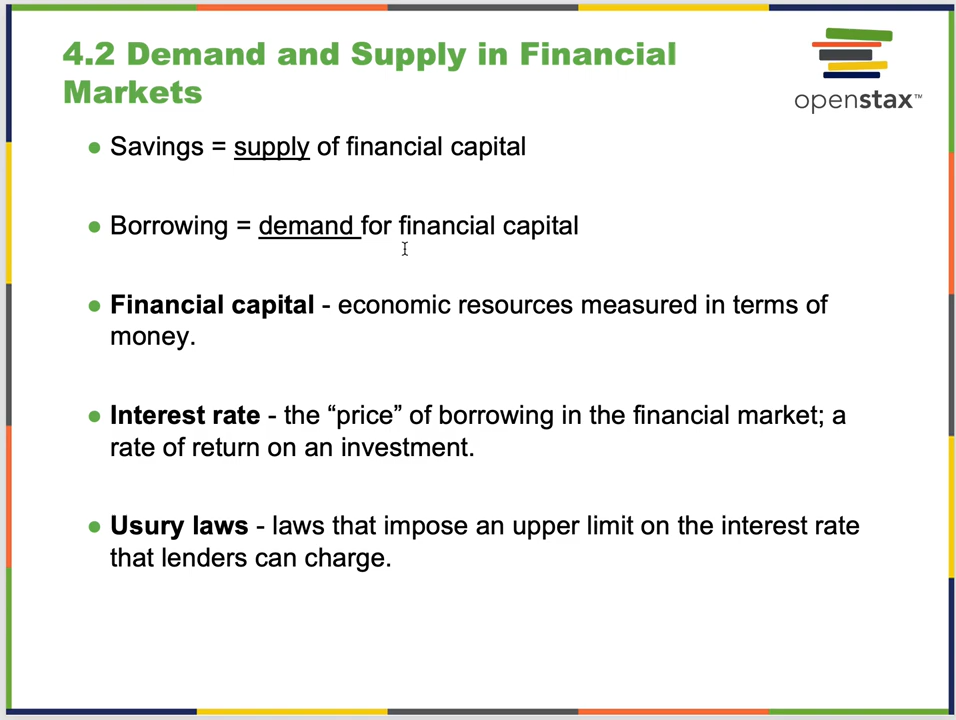 4.2 Demand and Supply in Financial
Markets
openstax™
● Savings = supply of financial capital
● Borrowing = demand for financial capital
● Financial capital - economic resources measured in terms of
money.
● Interest rate - the “price” of borrowing in the financial market; a
rate of return on an investment.
● Usury laws - laws that impose an upper limit on the interest rate
that lenders can charge.